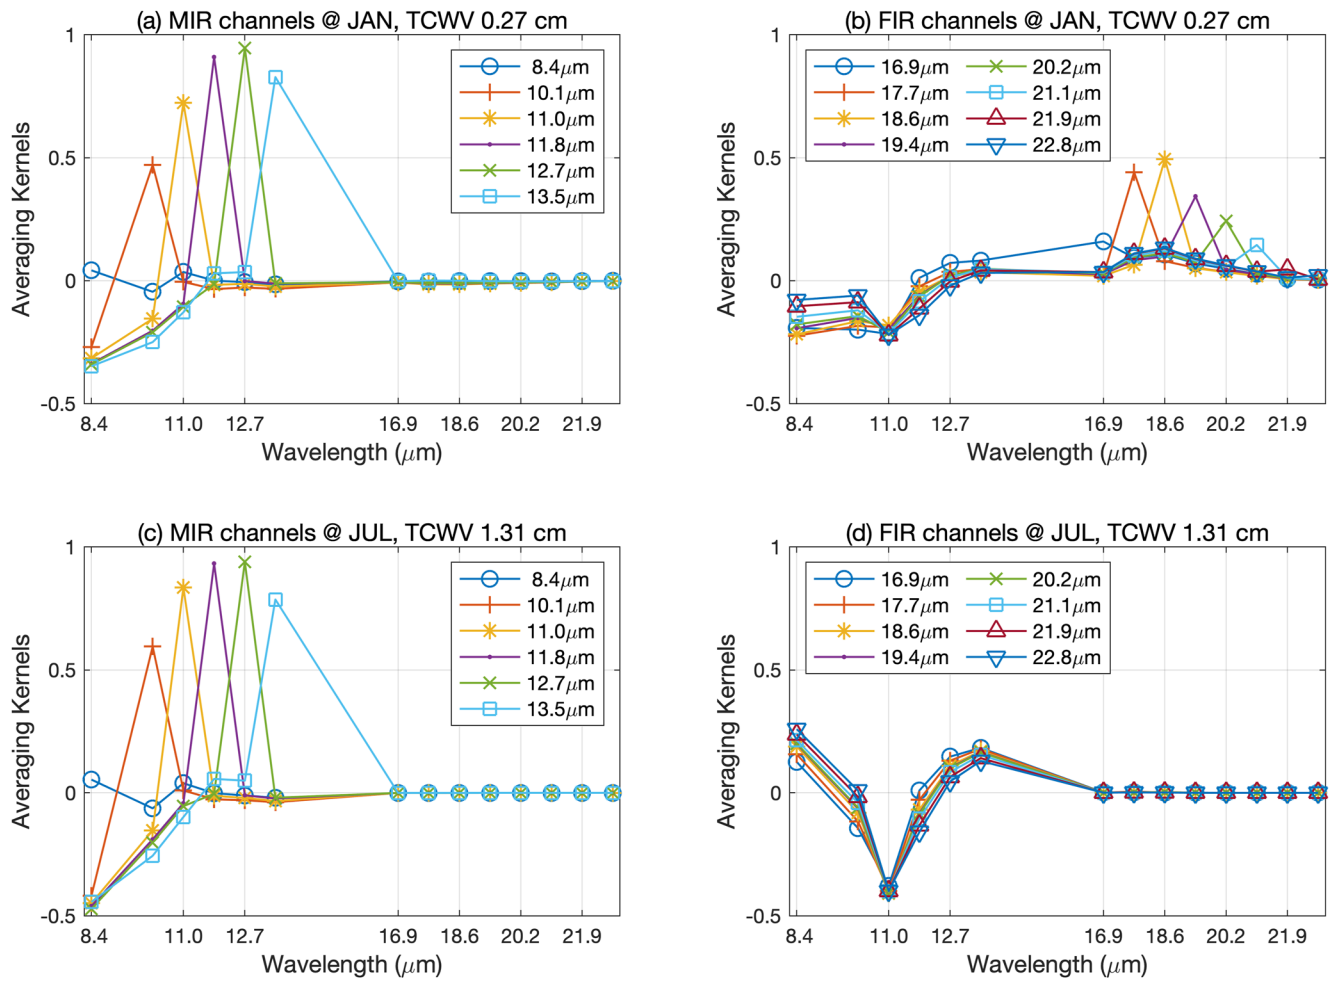 (a) MIR channels @ JAN, TCWV 0.27 cm
1
0.5
0
-0.5
Averaging Kernels
8.4μm
10.1μm
11.0μm
11.8μm
12.7μm
13.5μm
8.4 11.0 12.7 16.9 18.6 20.2 21.9
Wavelength (μm)
(b) FIR channels @ JAN, TCWV 0.27 cm
1
0.5
0
-0.5
Averaging Kernels
16.9μm 20.2μm
17.7μm 21.1μm
18.6μm 21.9μm
19.4μm 22.8μm
8.4 11.0 12.7 16.9 18.6 20.2 21.9
Wavelength (μm)
(c) MIR channels @ JUL, TCWV 1.31 cm
1
0.5
0
-0.5
Averaging Kernels
8.4μm
10.1μm
11.0μm
11.8μm
12.7μm
13.5μm
8.4 11.0 12.7 16.9 18.6 20.2 21.9
Wavelength (μm)
(d) FIR channels @ JUL, TCWV 1.31 cm
1
0.5
0
-0.5
Averaging Kernels
16.9μm 20.2μm
17.7μm 21.1μm
18.6μm 21.9μm
19.4μm 22.8μm
8.4 11.0 12.7 16.9 18.6 20.2 21.9
Wavelength (μm)